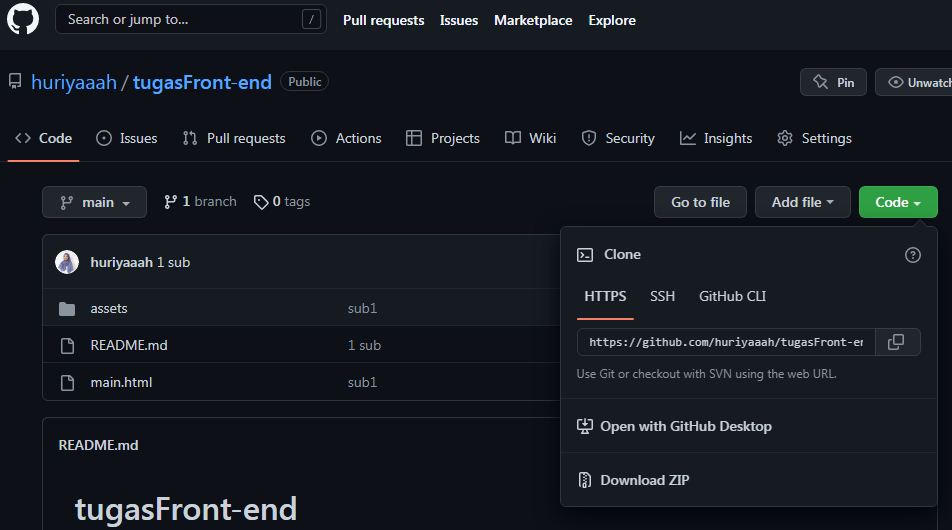 Search or jump to... /
Pull requests Issues Marketplace Explore
huriyaaah / tugasFront-end Public
Pin Unwatch
Code Issues Pull requests Actions Projects Wiki Security Insights Settings
main 1 branch 0 tags
Go to file Add file Code
huriyaaah 1 sub
assets sub1
README.md 1 sub
main.html sub1
Clone
HTTPS SSH GitHub CLI
https://github.com/huriyaaah/tugasFront-en
Use Git or checkout with SVN using the web URL.
Open with GitHub Desktop
Download ZIP
README.md
tugasFront-end